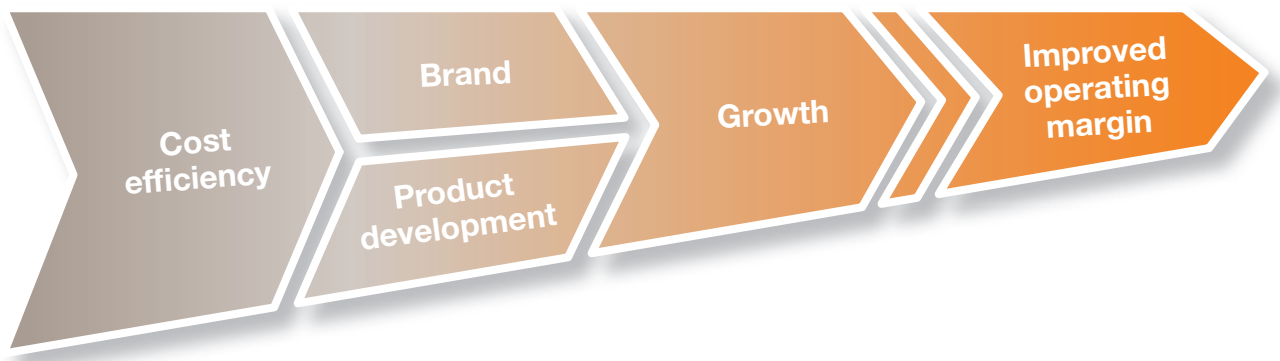 Cost
efficiency
Brand
Product
development
Growth
Improved
operating
margin